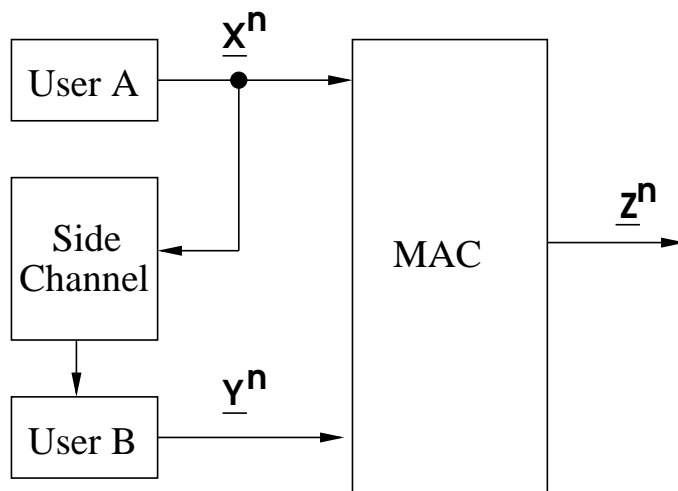 X^n
User A
Side
Channel
MAC
Z^n
Y^n
User B